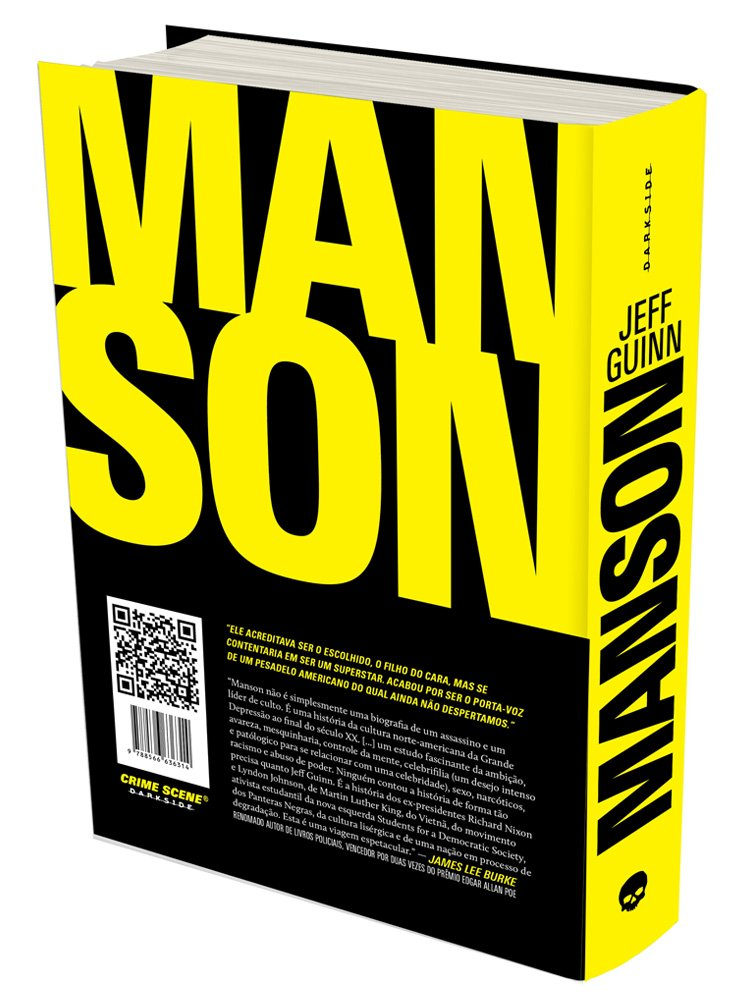 MAN
SON
"ELE ACREDITAVA SER O ESCOLHIDO, O FILHO DO CARA, MAS SE
CONTENTARIA EM SER UM SUPERSTAR. ACABOU POR SER O PORTA-VOZ
DE UM PESADELO AMERICANO DO QUAL AINDA NÃO DESPERTAMOS."
"Manson não é simplesmente uma biografia de um assassino e um
líder de culto. É uma história da cultura norte-americana da Grande
Depressão ao final do século XX. [...] um estudo fascinante da ambição,
avareza, mesquinharia, controle da mente, celebrifilia (um desejo intenso
e patólogico para se relacionar com uma celebridade), sexo, narcóticos,
racismo e abuso de poder. Ninguém contou a história de forma tão
precisa quanto Jeff Guinn. É a história dos ex-presidentes Richard Nixon
e Lyndon Johnson, de Martin Luther King, do Vietnã, do movimento
ativista estudantil da nova esquerda Students for a Democratic Society,
dos Panteras Negras, da cultura lisérgica e de uma nação em processo de
degradação. Esta é uma viagem espetacular." — JAMES LEE BURKE
RENOMADO AUTOR DE LIVROS POLICIAIS, VENCEDOR POR DUAS VEZES DO PRÊMIO EDGAR ALLAN POE
9 788566 636314
CRIME SCENE®
DARKSIDE
DARKSIDE
JEFF
GUINN
MANSON